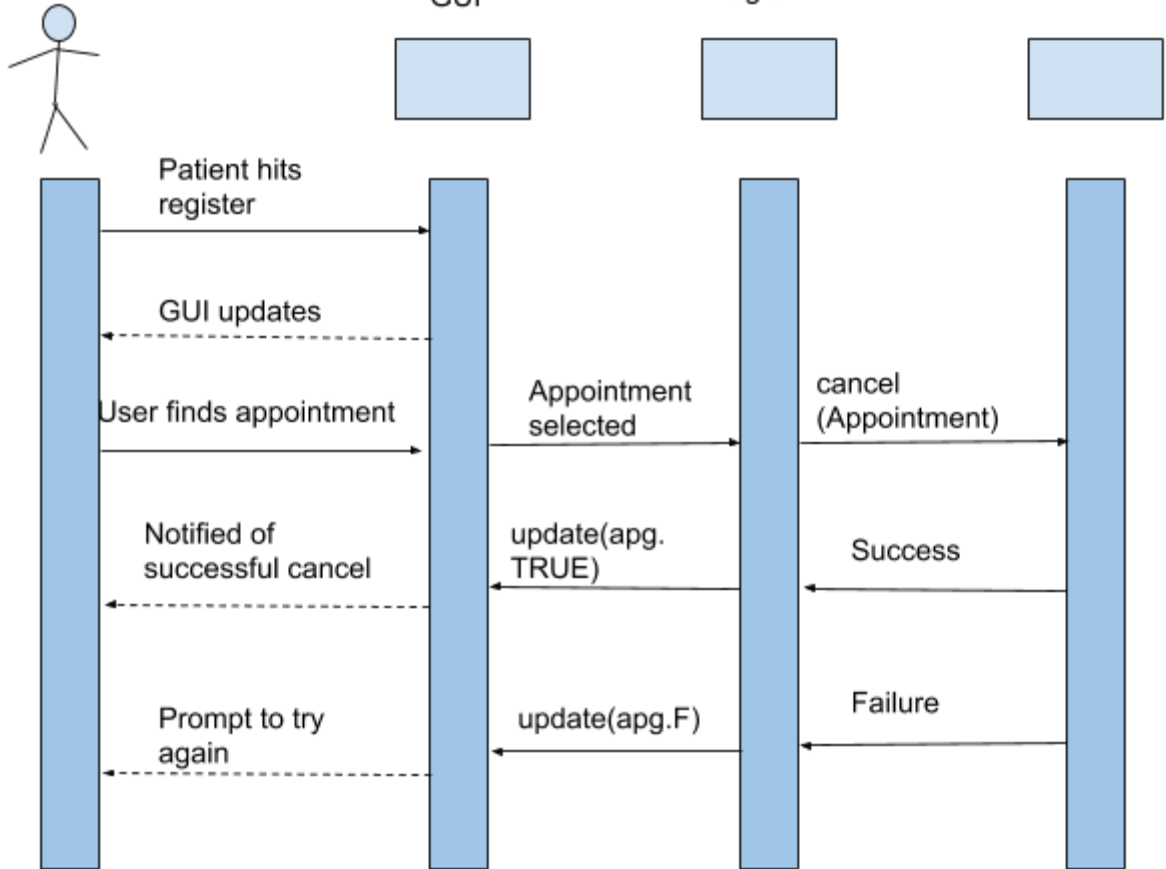 GUI
Patient hits
register
GUI updates
User finds appointment
Appointment
selected
cancel
(Appointment)
Notified of
successful cancel
update(apg.
TRUE)
Success
Prompt to try
again
update(apg.F)
Failure